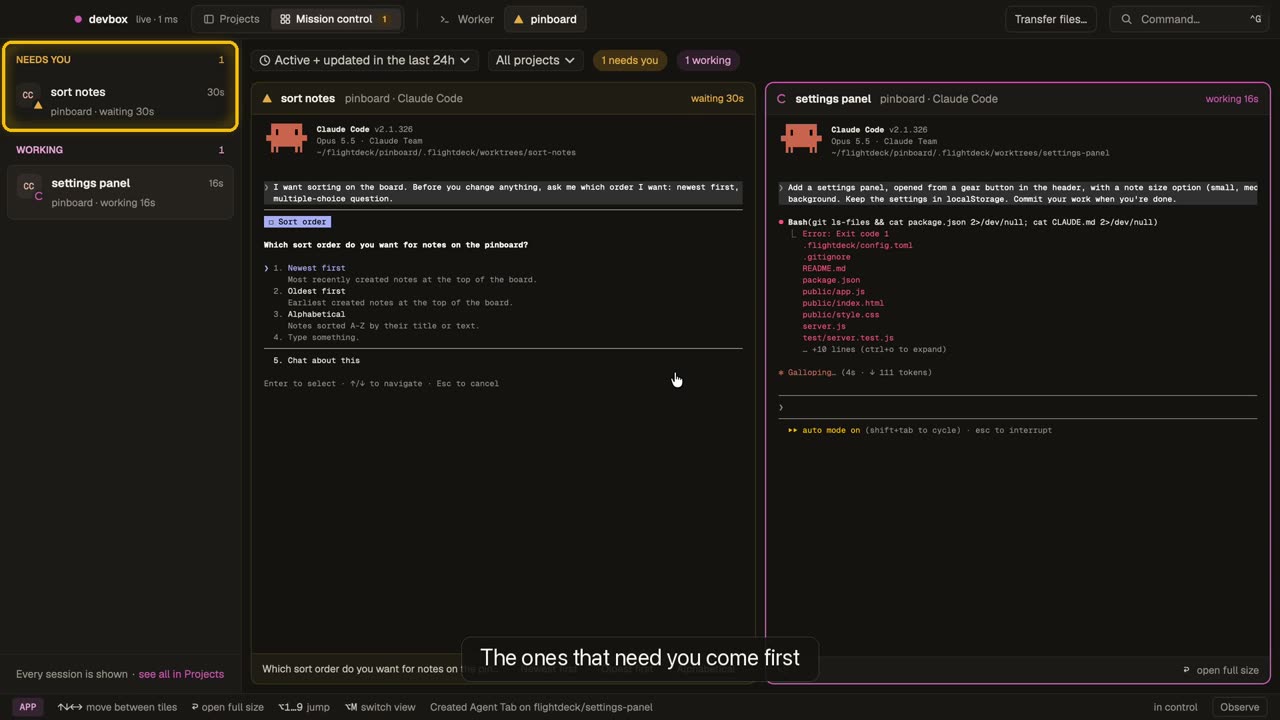 devbox live · 1 ms Projects Mission control 1 Worker pinboard Transfer files… Command… ^G
NEEDS YOU 1
CC sort notes 30s
pinboard · waiting 30s
WORKING 1
CC settings panel 16s
pinboard · working 16s
Every session is shown · see all in Projects
Active + updated in the last 24h All projects 1 needs you 1 working
sort notes pinboard · Claude Code waiting 30s
Claude Code v2.1.326
Opus 5.5 · Claude Team
~/flightdeck/pinboard/.flightdeck/worktrees/sort-notes
❯ I want sorting on the board. Before you change anything, ask me which order I want: newest first,
multiple-choice question.
☐ Sort order
Which sort order do you want for notes on the pinboard?
❯ 1. Newest first
Most recently created notes at the top of the board.
2. Oldest first
Earliest created notes at the top of the board.
3. Alphabetical
Notes sorted A-Z by their title or text.
4. Type something.
5. Chat about this
Enter to select · ↑/↓ to navigate · Esc to cancel
Which sort order do you want for notes on
settings panel pinboard · Claude Code working 16s
Claude Code v2.1.326
Opus 5.5 · Claude Team
~/flightdeck/pinboard/.flightdeck/worktrees/settings-panel
❯ Add a settings panel, opened from a gear button in the header, with a note size option (small, med
background. Keep the settings in localStorage. Commit your work when you're done.
● Bash(git ls-files && cat package.json 2>/dev/null; cat CLAUDE.md 2>/dev/null)
⎿ Error: Exit code 1
.flightdeck/config.toml
.gitignore
README.md
package.json
public/app.js
public/index.html
public/style.css
server.js
test/server.test.js
… +10 lines (ctrl+o to expand)
✻ Galloping… (4s · ↓ 111 tokens)
❯
⏵⏵ auto mode on (shift+tab to cycle) · esc to interrupt
open full size
The ones that need you come first
APP ↑↓←→ move between tiles open full size ⌥1…9 jump ⌥M switch view Created Agent Tab on flightdeck/settings-panel in control Observe